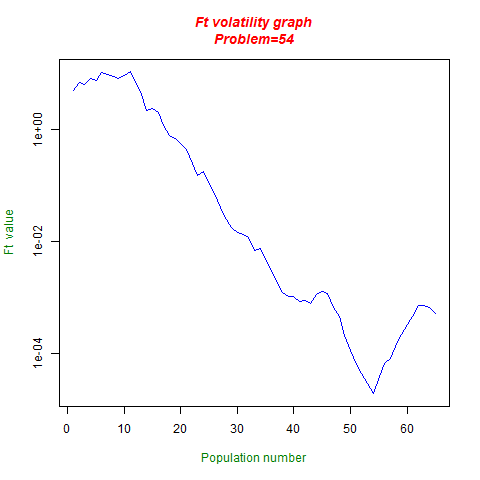 Ft volatility graph
Problem=54
1e+00
1e-02
1e-04
Ft value
0 10 20 30 40 50 60
Population number